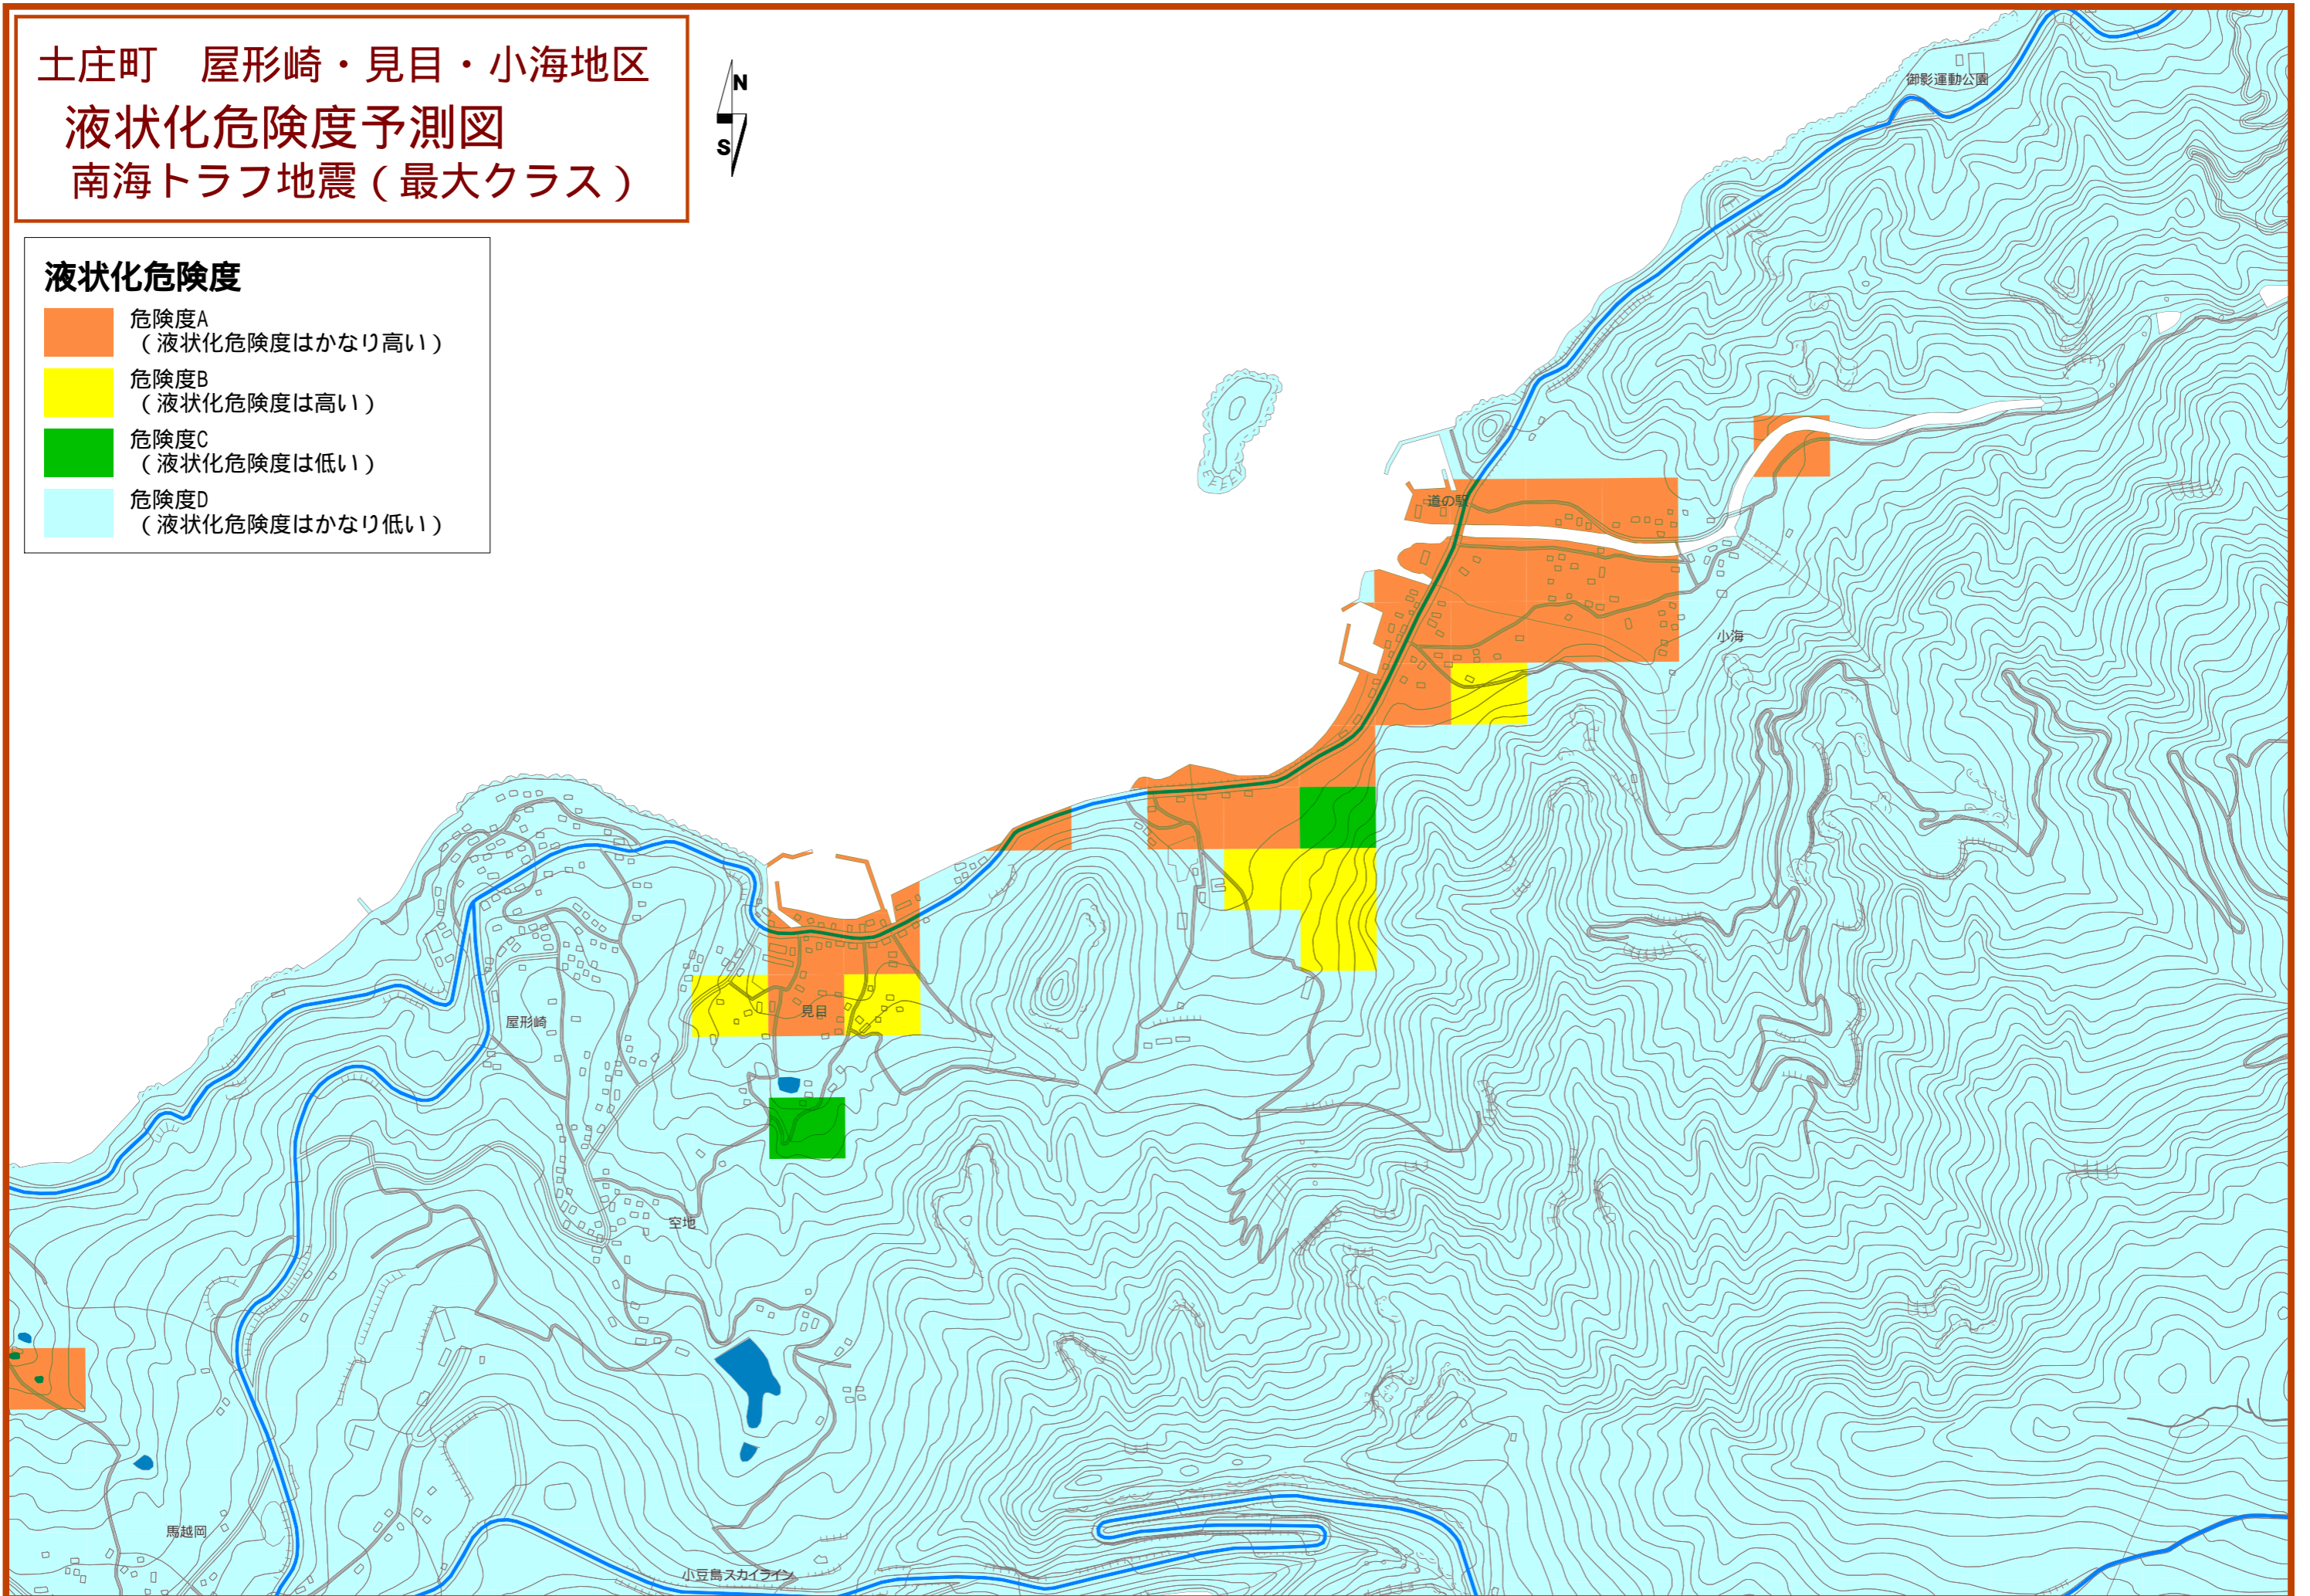 土庄町　屋形崎・見目・小海地区
液状化危険度予測図
南海トラフ地震（最大クラス）
N
S
液状化危険度
危険度A
（液状化危険度はかなり高い）
危険度B
（液状化危険度は高い）
危険度C
（液状化危険度は低い）
危険度D
（液状化危険度はかなり低い）
御影運動公園
道の駅
小海
見目
屋形崎
空地
馬越岡
小豆島スカイライン